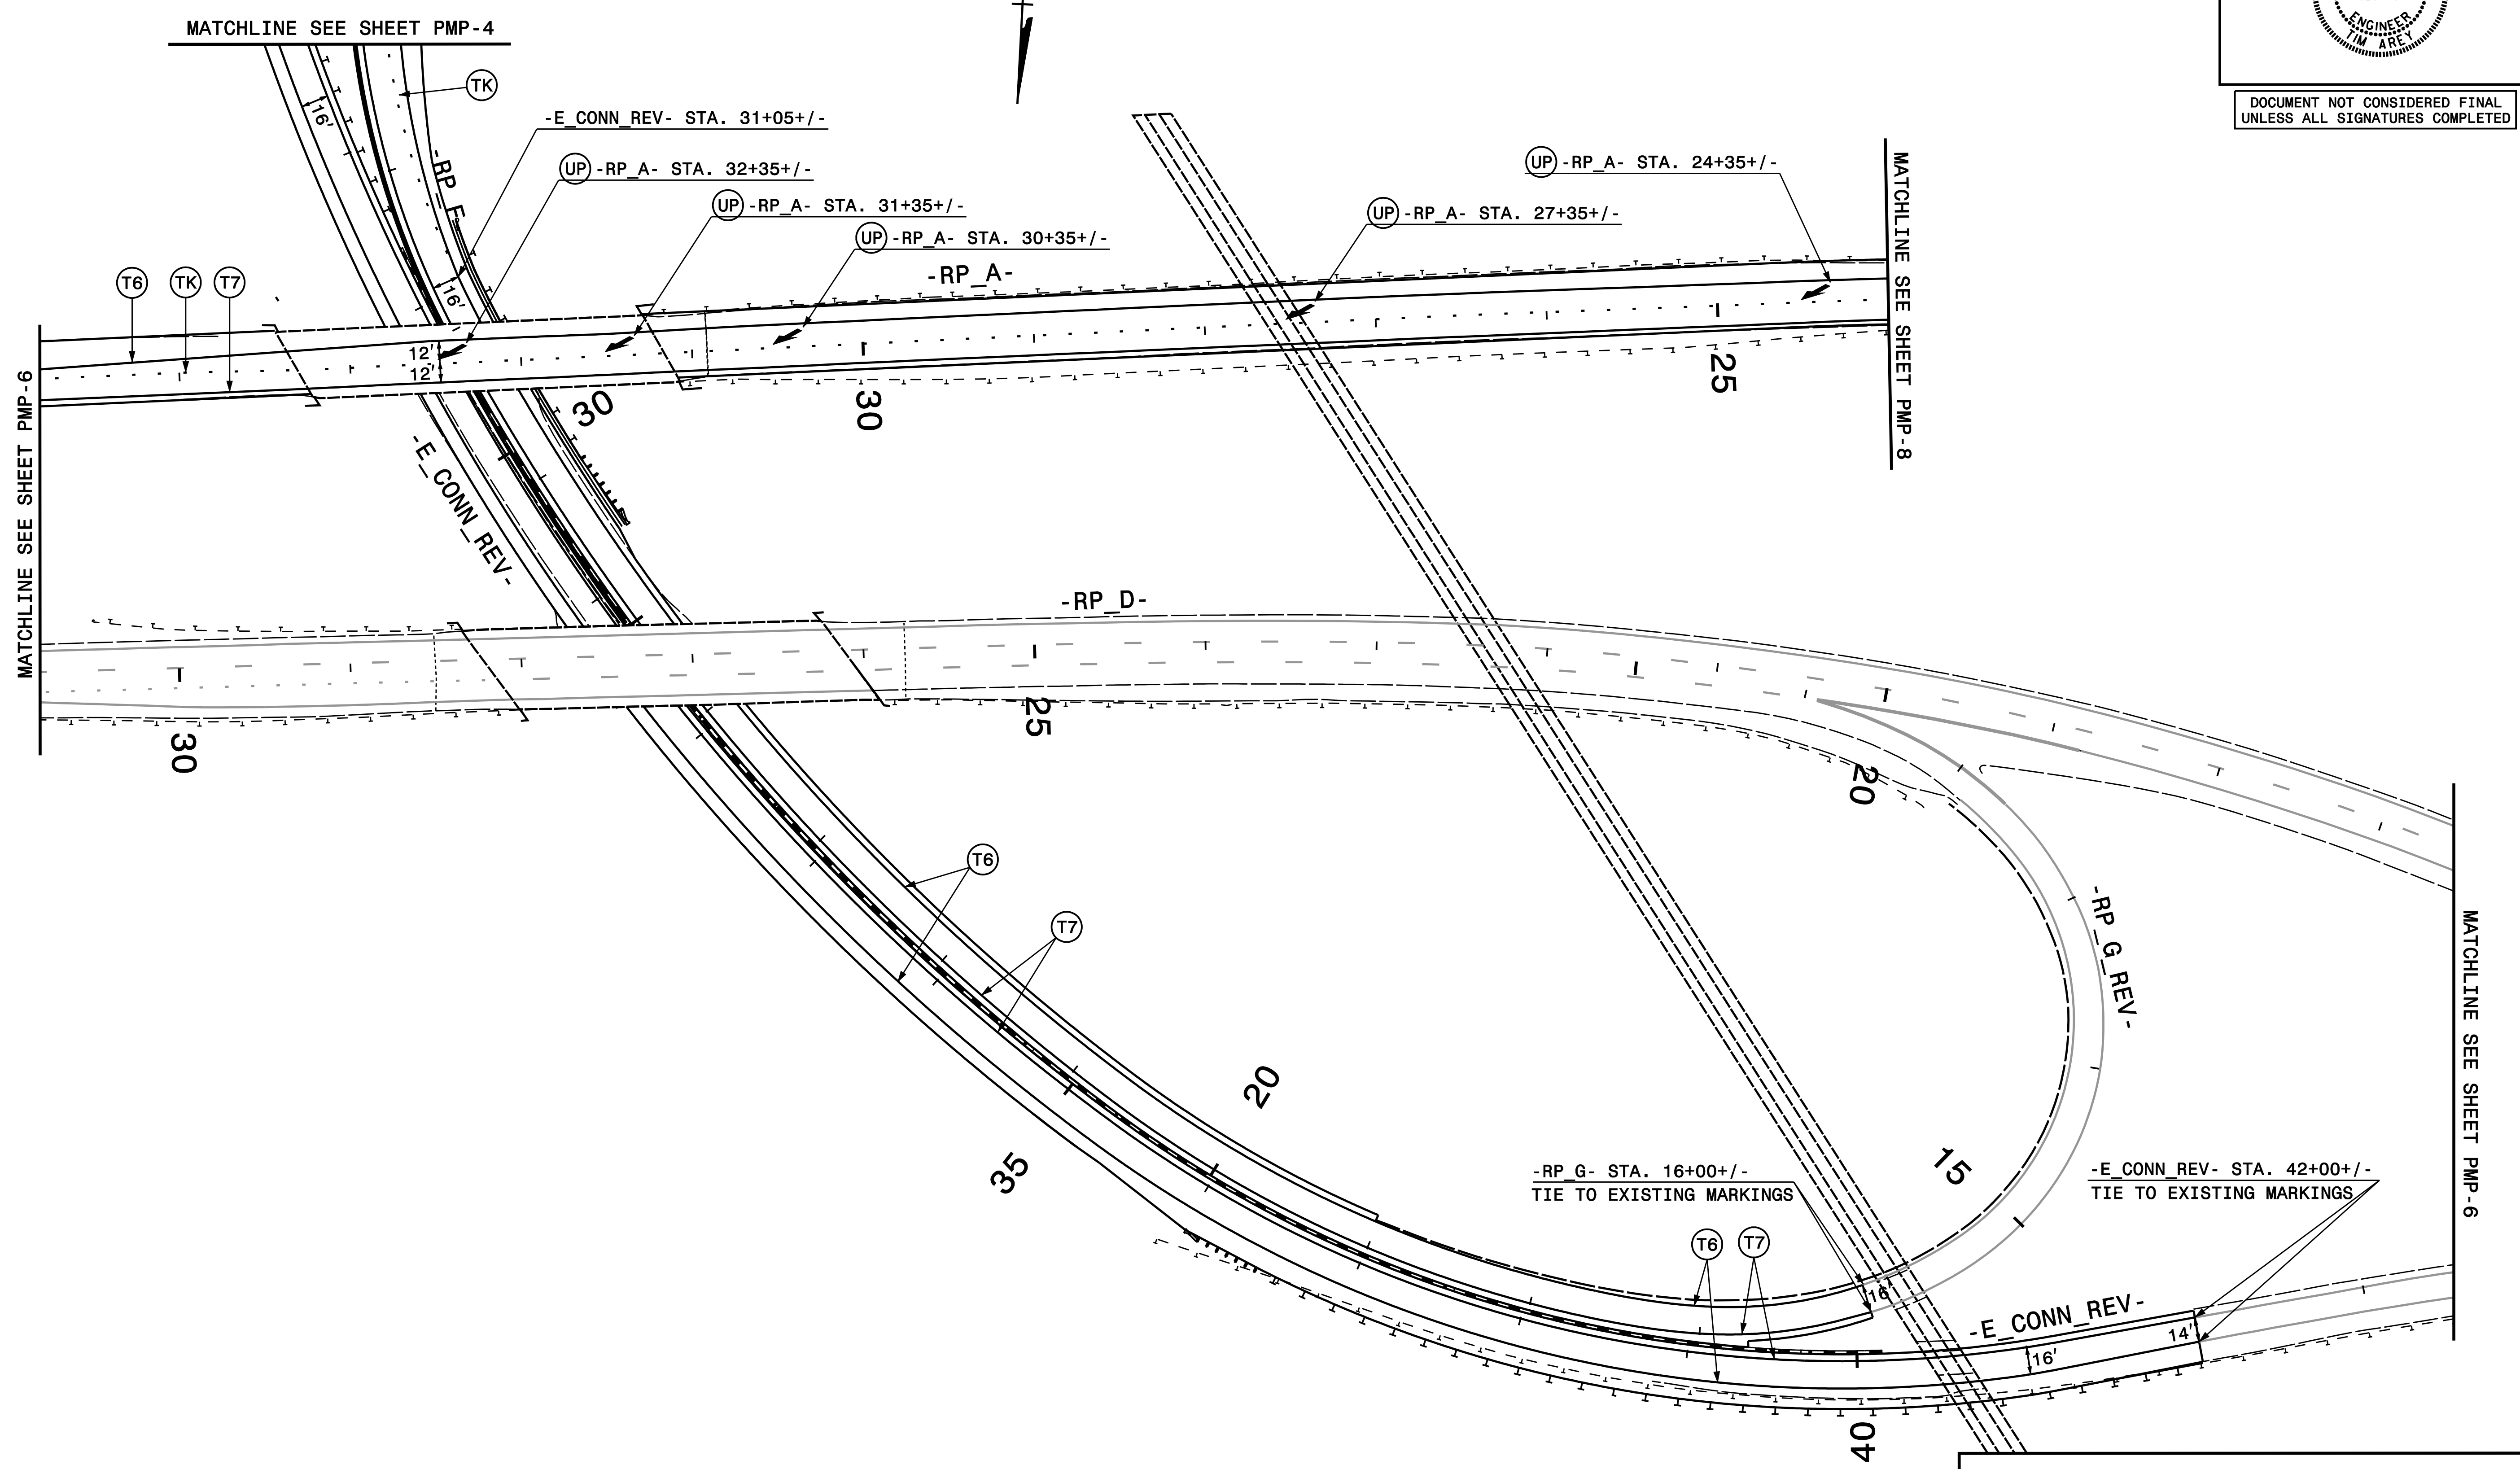 MATCHLINE SEE SHEET PMP-4
ENGINEER
TIM AREY
DOCUMENT NOT CONSIDERED FINAL
UNLESS ALL SIGNATURES COMPLETED
TK
16'
-E_CONN_REV- STA. 31+05+/-
-RP_F-
UP -RP_A- STA. 32+35+/-
UP -RP_A- STA. 31+35+/-
UP -RP_A- STA. 30+35+/-
UP -RP_A- STA. 27+35+/-
UP -RP_A- STA. 24+35+/-
MATCHLINE SEE SHEET PMP-8
T6
TK
T7
16'
-RP_A-
12'
12'
30
30
25
MATCHLINE SEE SHEET PMP-6
-E_CONN_REV-
-RP_D-
30
25
20
T6
T7
-RP_G_REV-
MATCHLINE SEE SHEET PMP-6
20
35
15
-RP_G- STA. 16+00+/-
TIE TO EXISTING MARKINGS
-E_CONN_REV- STA. 42+00+/-
TIE TO EXISTING MARKINGS
T6
T7
16'
-E_CONN_REV-
14'
16'
40